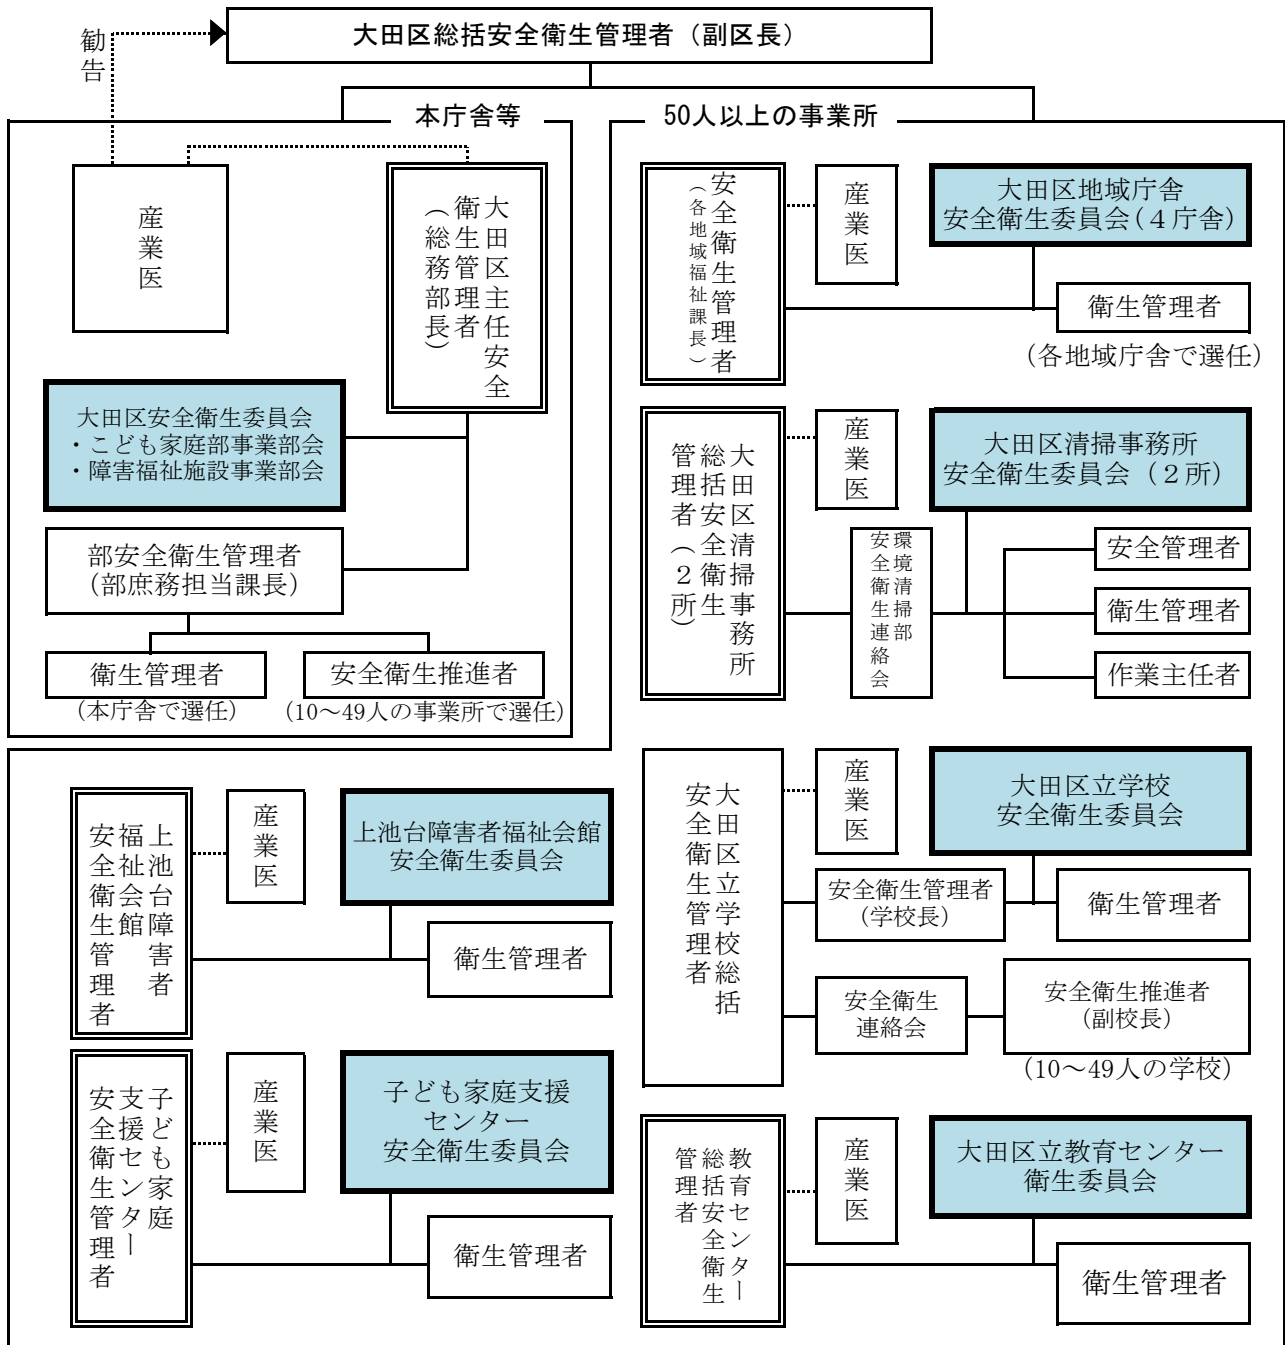 大田区総括安全衛生管理者（副区長）
勧告
本庁舎等
産業医
大田区主任安全
衛生管理者
（総務部長）
大田区安全衛生委員会
・こども家庭部事業部会
・障害福祉施設事業部会
部安全衛生管理者
（部庶務担当課長）
衛生管理者
（本庁舎で選任）
安全衛生推進者
（10～49人の事業所で選任）
50人以上の事業所
安全衛生管理者
（各地域福祉課長）
産業医
大田区地域庁舎
安全衛生委員会（４庁舎）
衛生管理者
（各地域庁舎で選任）
大田区清掃事務所
総括安全衛生
管理者（２所）
産業医
大田区清掃事務所
安全衛生委員会（２所）
環境清掃部
安全衛生連絡会
安全管理者
衛生管理者
作業主任者
大田区立学校総括
安全衛生管理者
産業医
大田区立学校
安全衛生委員会
安全衛生管理者
（学校長）
衛生管理者
安全衛生
連絡会
安全衛生推進者
（副校長）
（10～49人の学校）
上池台障害者
福祉会館
安全衛生管理者
産業医
上池台障害者福祉会館
安全衛生委員会
衛生管理者
子ども家庭
支援センター
安全衛生管理者
産業医
子ども家庭支援
センター
安全衛生委員会
衛生管理者
教育センター
総括安全衛生
管理者
産業医
大田区立教育センター
衛生委員会
衛生管理者